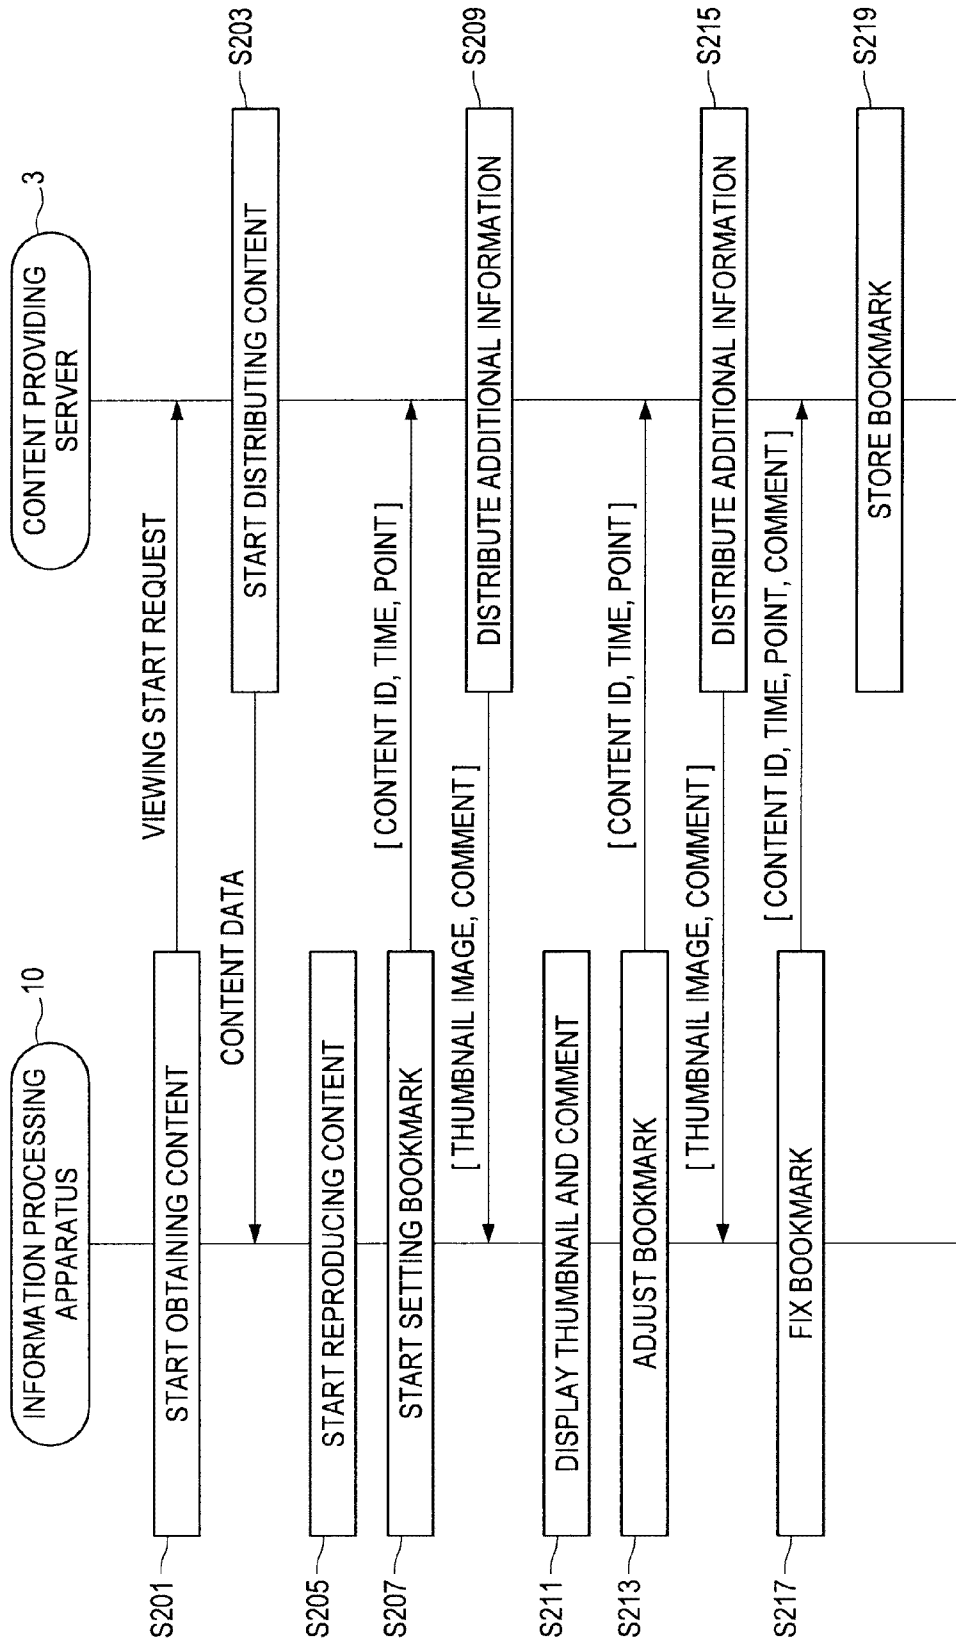 INFORMATION PROCESSING
APPARATUS
10
CONTENT PROVIDING
SERVER
3
S201
START OBTAINING CONTENT
VIEWING START REQUEST
START DISTRIBUTING CONTENT
S203
CONTENT DATA
S205
START REPRODUCING CONTENT
S207
START SETTING BOOKMARK
[ CONTENT ID, TIME, POINT ]
DISTRIBUTE ADDITIONAL INFORMATION
S209
[ THUMBNAIL IMAGE, COMMENT ]
S211
DISPLAY THUMBNAIL AND COMMENT
S213
ADJUST BOOKMARK
[ CONTENT ID, TIME, POINT ]
DISTRIBUTE ADDITIONAL INFORMATION
S215
[ THUMBNAIL IMAGE, COMMENT ]
S217
FIX BOOKMARK
[ CONTENT ID, TIME, POINT, COMMENT ]
STORE BOOKMARK
S219